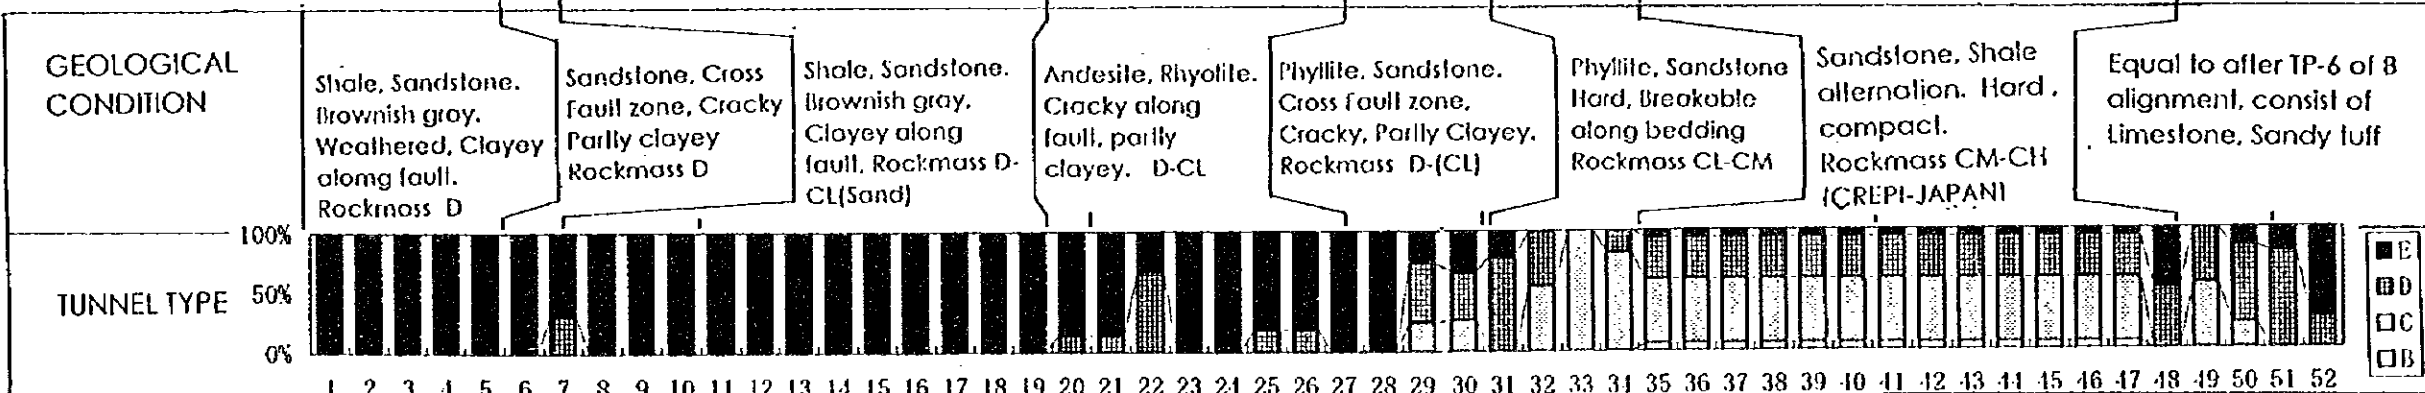 GEOLOGICAL
CONDITION
Shale, Sandstone.
Brownish gray.
Weathered, Clayey
alomg fault.
Rockmass D
Sandstone, Cross
fault zone, Cracky
Partly clayey
Rockmass D
Shale, Sandstone.
Brownish gray,
Clayey along
fault, Rockmass D-
CL(Sand)
Andesite, Rhyolite.
Cracky along
fault, partly
clayey. D-CL
Phyllite, Sandstone.
Cross fault zone,
Cracky, Partly Clayey.
Rockmass D-(CL)
Phyllite, Sandstone
Hard, Breakable
along bedding
Rockmass CL-CM
Sandstone, Shale
alternation. Hard,
compact.
Rockmass CM-CH
(CREPI-JAPAN)
Equal to after TP-6 of B
alignment, consist of
Limestone, Sandy tuff
TUNNEL TYPE
100%
50%
0%
1 2 3 4 5 6 7 8 9 10 11 12 13 14 15 16 17 18 19 20 21 22 23 24 25 26 27 28 29 30 31 32 33 34 35 36 37 38 39 40 41 42 43 44 45 46 47 48 49 50 51 52
E
D
C
B